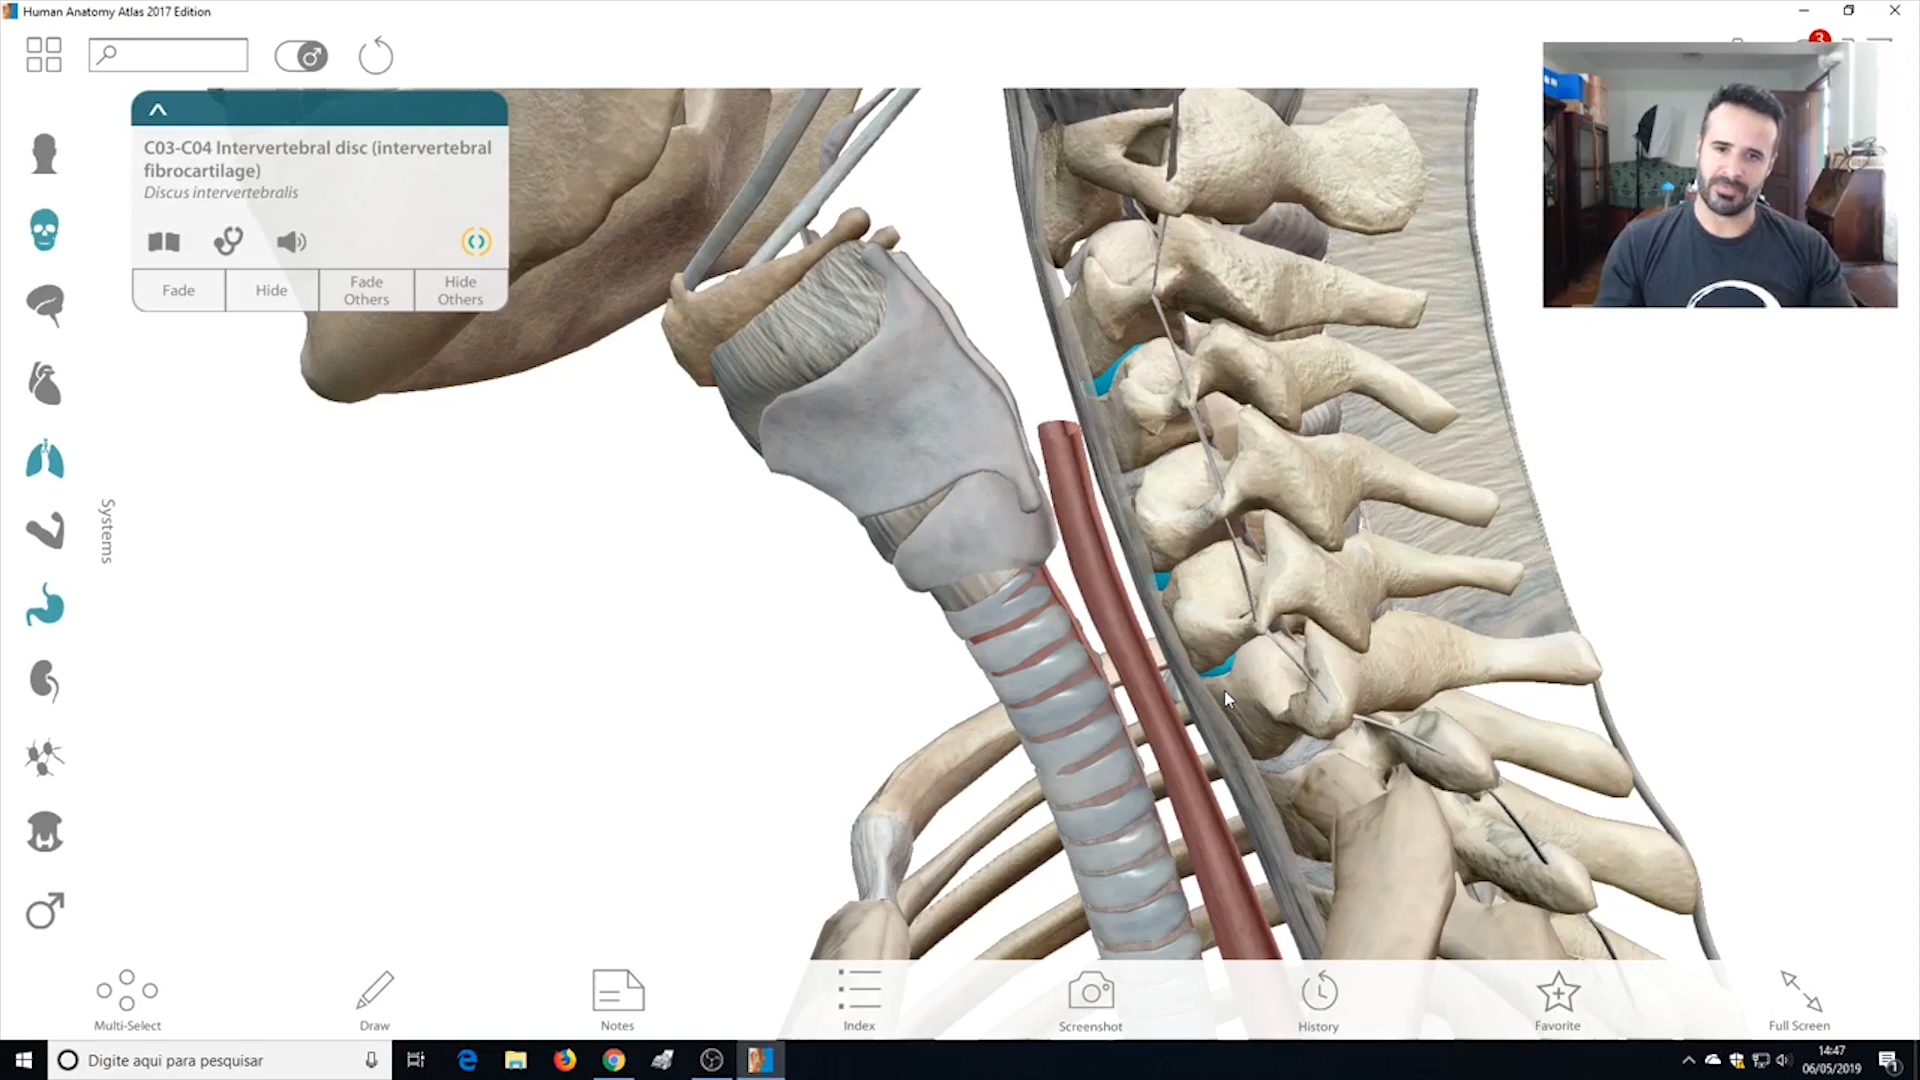 Human Anatomy Atlas 2017 Edition
3
C03-C04 Intervertebral disc (intervertebral
fibrocartilage)
Discus intervertebralis
Fade
Hide
Fade
Others
Hide
Others
Systems
Multi-Select
Draw
Notes
Index
Screenshot
History
Favorite
Full Screen
Digite aqui para pesquisar
14:47
06/05/2019
1